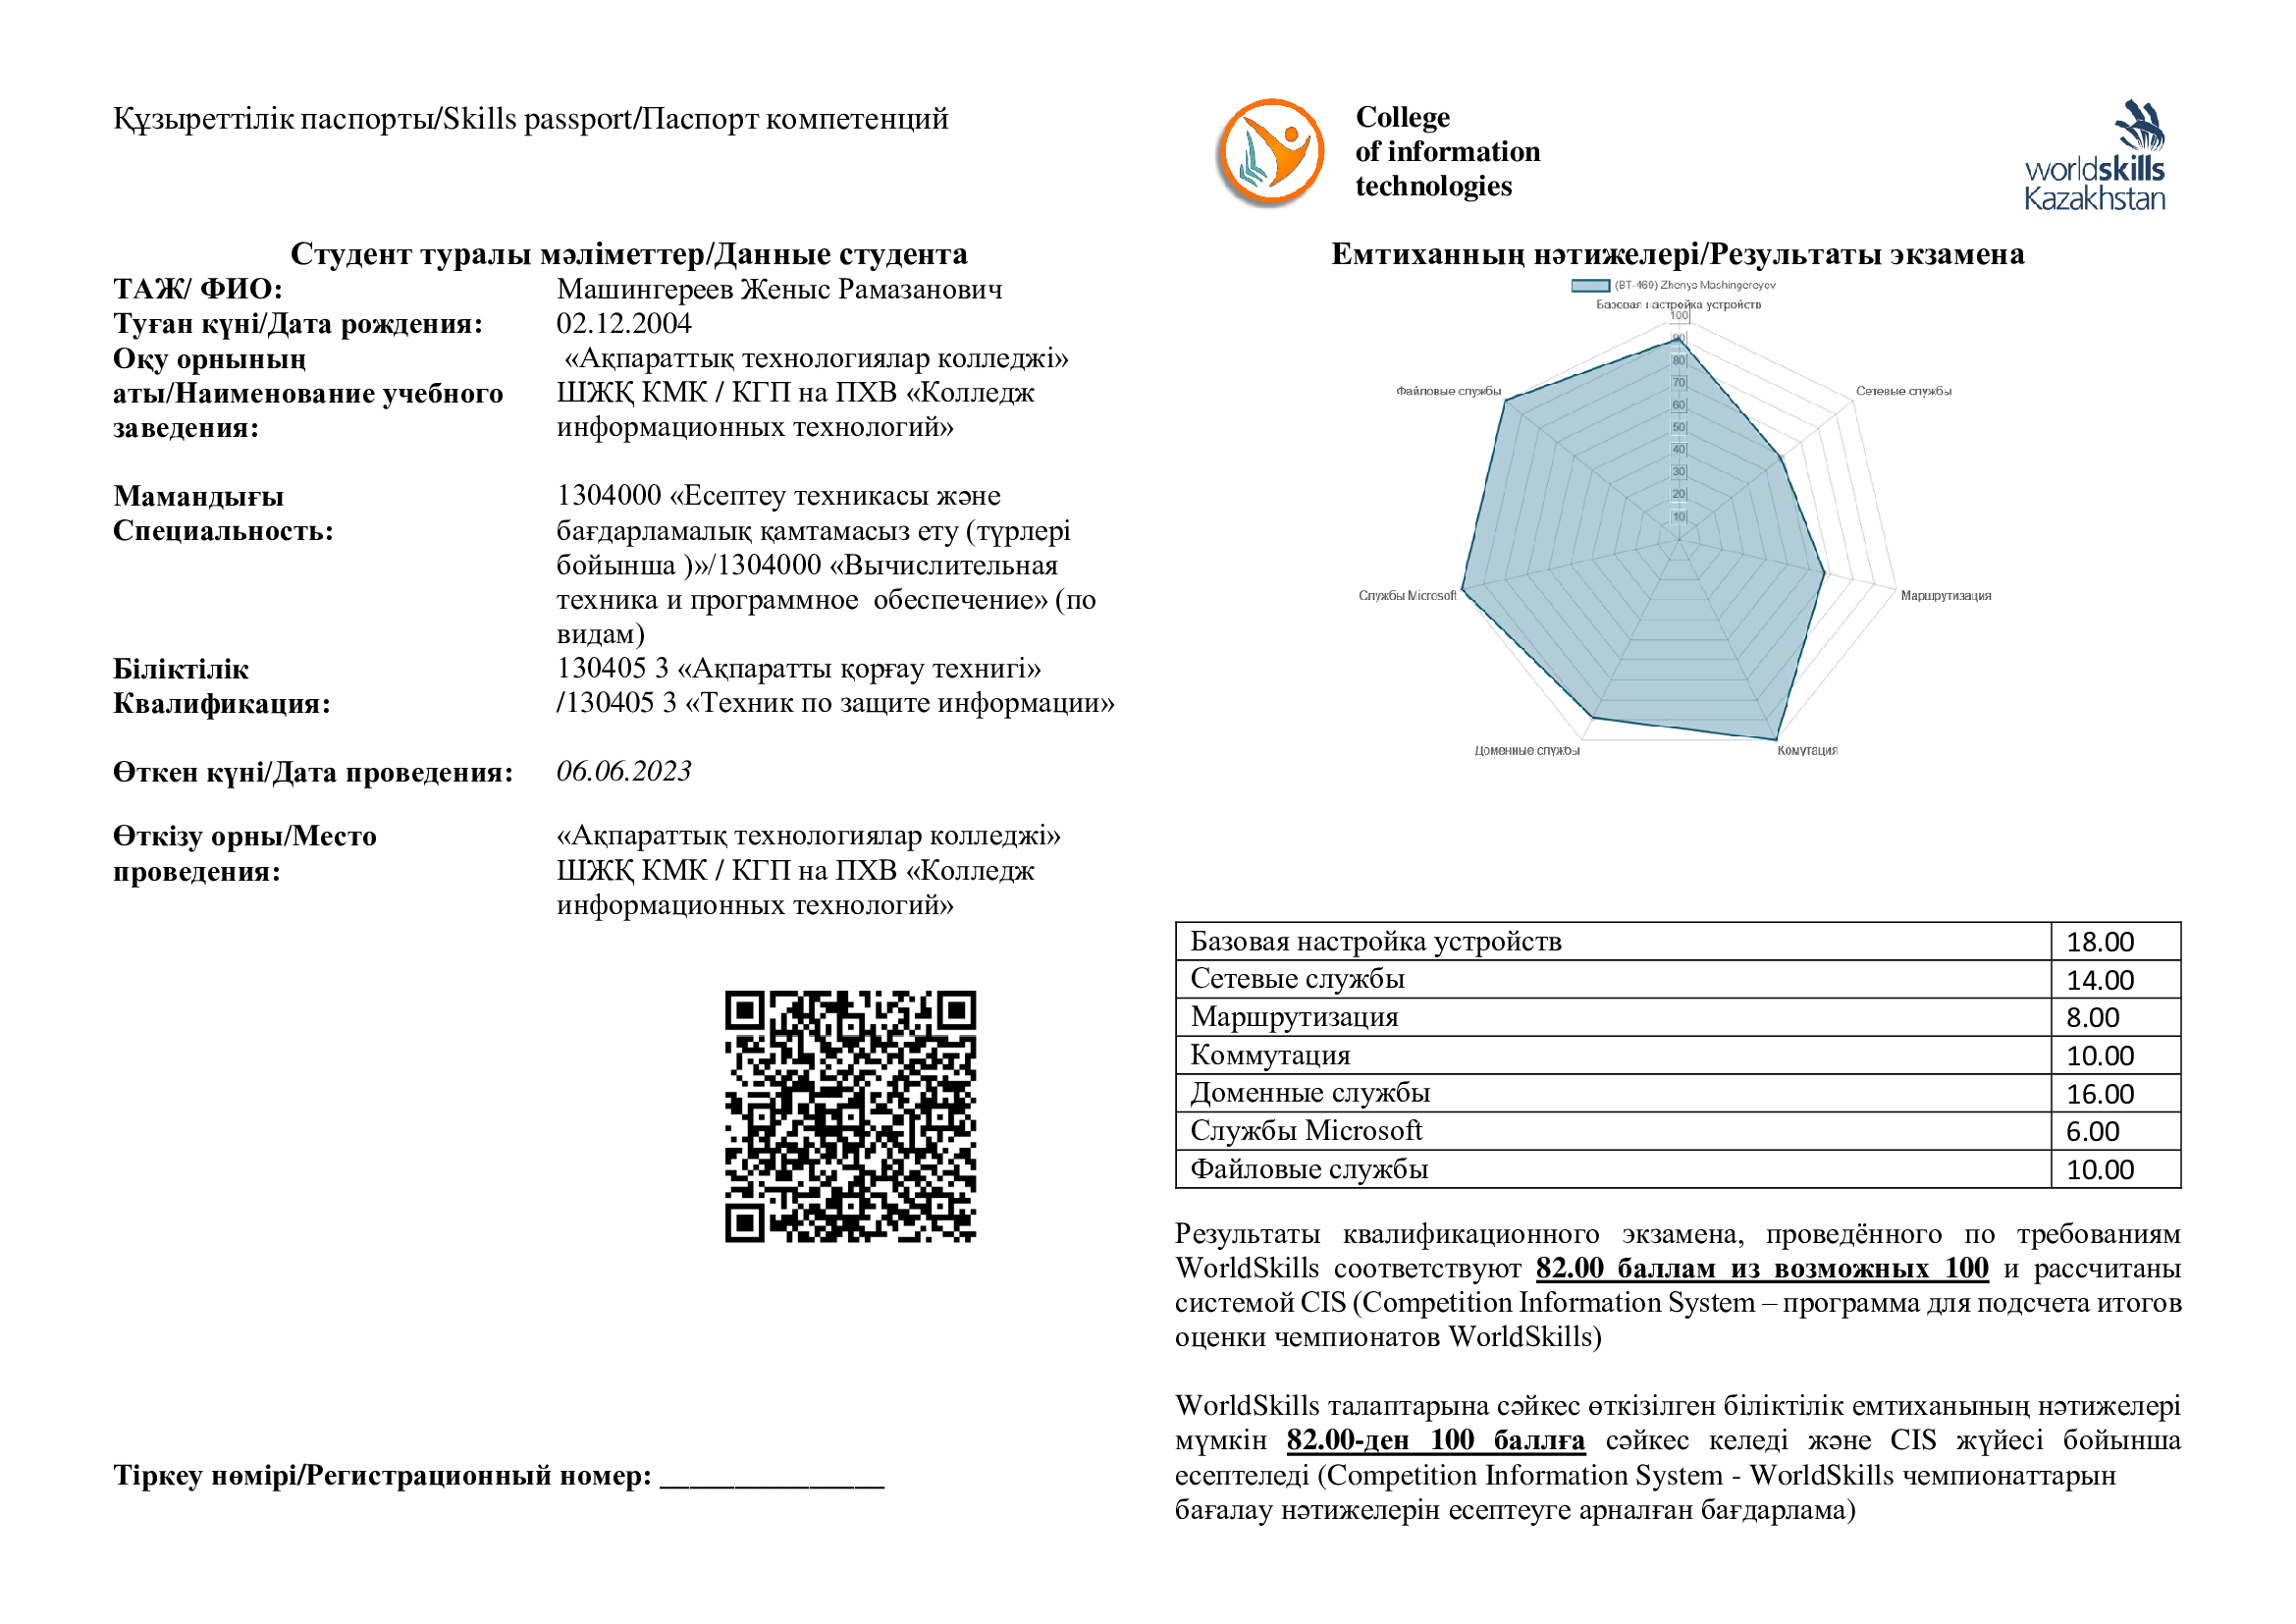 Құзыреттілік паспорты/Skills passport/Паспорт компетенций
College
of information
technologies
worldskills
Kazakhstan
Студент туралы мәліметтер/Данные студента
ТАЖ/ ФИО: Машингереев Женыс Рамазанович
Туған күні/Дата рождения: 02.12.2004
Оқу орнының «Ақпараттық технологиялар колледжі»
аты/Наименование учебного ШЖҚ КМК / КГП на ПХВ «Колледж
заведения: информационных технологий»
Мамандығы 1304000 «Есептеу техникасы және
Специальность: бағдарламалық қамтамасыз ету (түрлері
бойынша )»/1304000 «Вычислительная
техника и программное обеспечение» (по
видам)
Біліктілік 130405 3 «Ақпаратты қорғау технигі»
Квалификация: /130405 3 «Техник по защите информации»
Өткен күні/Дата проведения: 06.06.2023
Өткізу орны/Место «Ақпараттық технологиялар колледжі»
проведения: ШЖҚ КМК / КГП на ПХВ «Колледж
информационных технологий»
Тіркеу нөмірі/Регистрационный номер: _______________
Емтиханның нәтижелері/Результаты экзамена
(BT-469) Zhenys Mashingereyev
Базовая настройка устройств
100
90
80
70
60
50
40
30
20
10
Файловые службы
Сетевые службы
Службы Microsoft
Маршрутизация
Доменные службы
Комутация
Базовая настройка устройств 18.00
Сетевые службы 14.00
Маршрутизация 8.00
Коммутация 10.00
Доменные службы 16.00
Службы Microsoft 6.00
Файловые службы 10.00
Результаты квалификационного экзамена, проведённого по требованиям
WorldSkills соответствуют 82.00 баллам из возможных 100 и рассчитаны
системой CIS (Competition Information System – программа для подсчета итогов
оценки чемпионатов WorldSkills)
WorldSkills талаптарына сәйкес өткізілген біліктілік емтиханының нәтижелері
мүмкін 82.00-ден 100 баллға сәйкес келеді және CIS жүйесі бойынша
есептеледі (Competition Information System - WorldSkills чемпионаттарын
бағалау нәтижелерін есептеуге арналған бағдарлама)